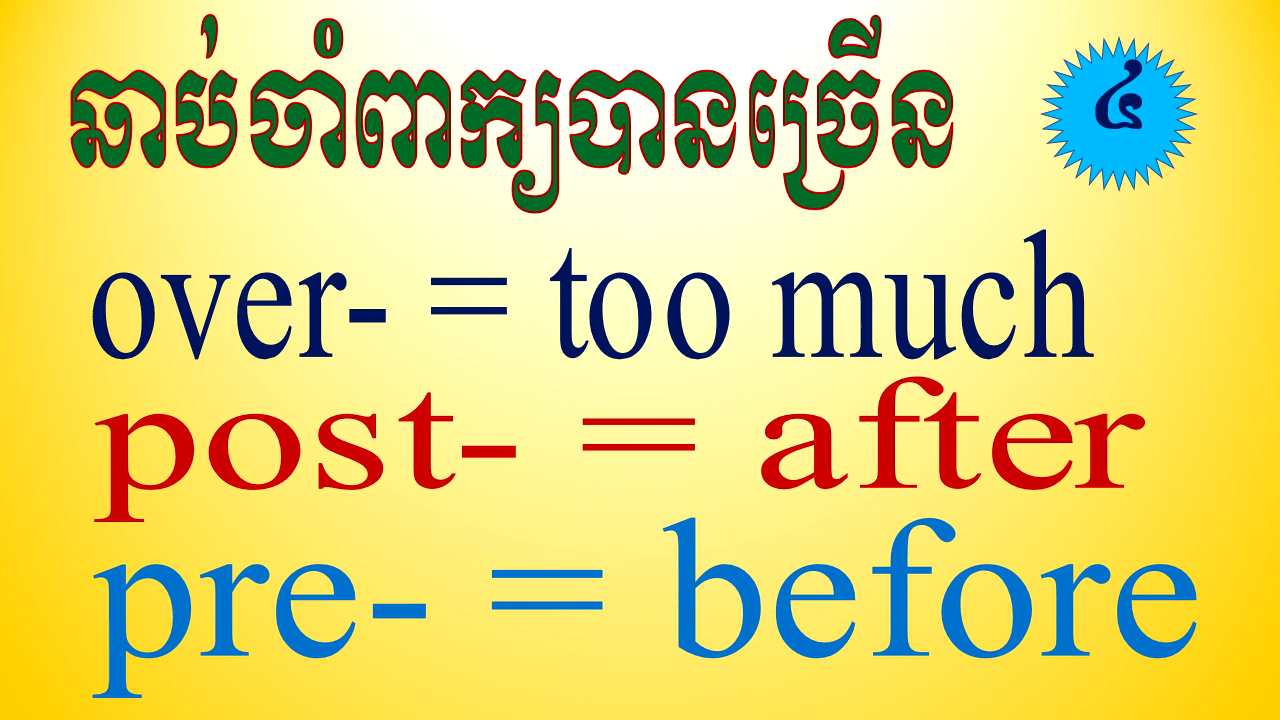 ឆាប់ចាំពាក្យបានច្រើន
៤
over- = too much
post- = after
pre- = before